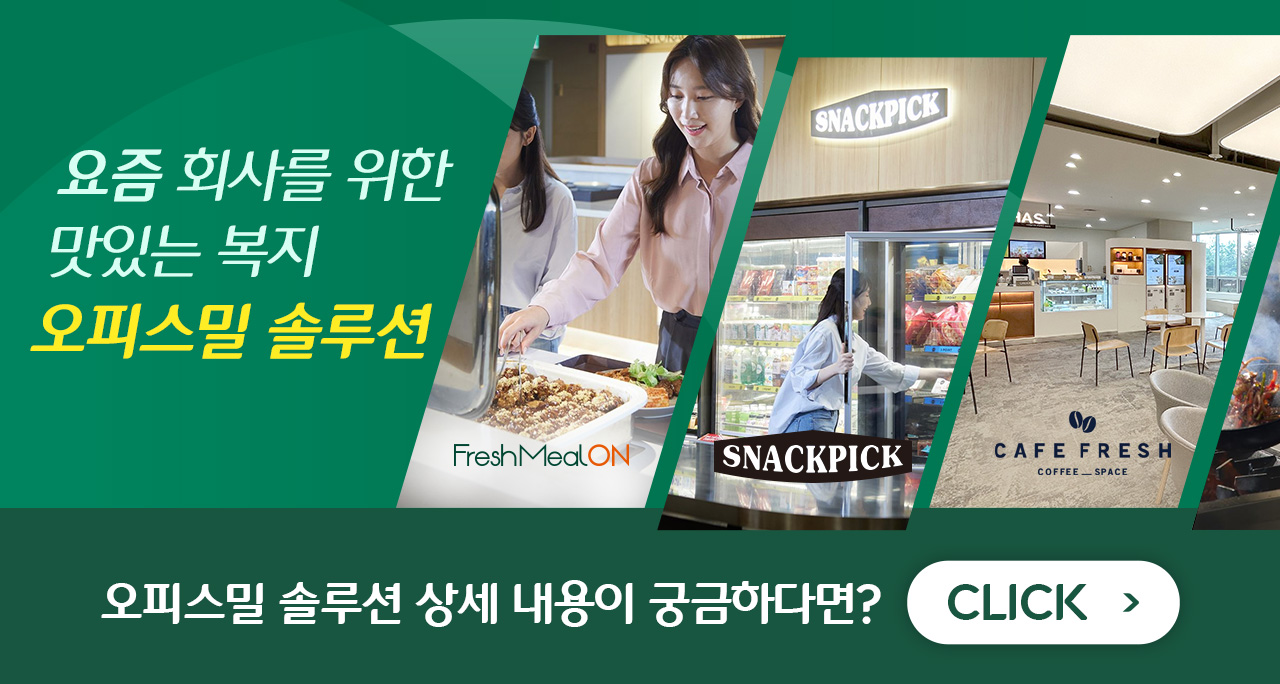 요즘 회사를 위한
맛있는 복지
오피스밀 솔루션
SNACKPICK
HAS.
FreshMealON
SNACKPICK
CAFE FRESH
COFFEE — SPACE
오피스밀 솔루션 상세 내용이 궁금하다면?
CLICK >